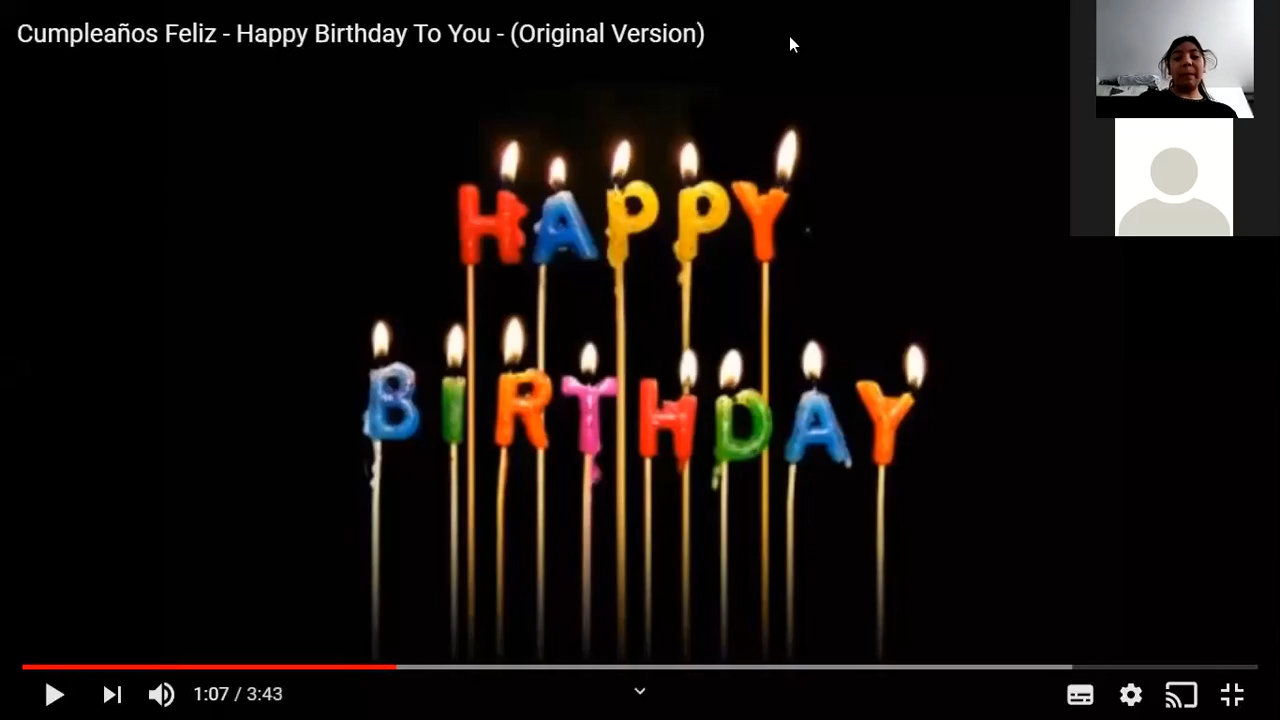 Cumpleaños Feliz - Happy Birthday To You - (Original Version)
HAPPY
BIRTHDAY
1:07 / 3:43